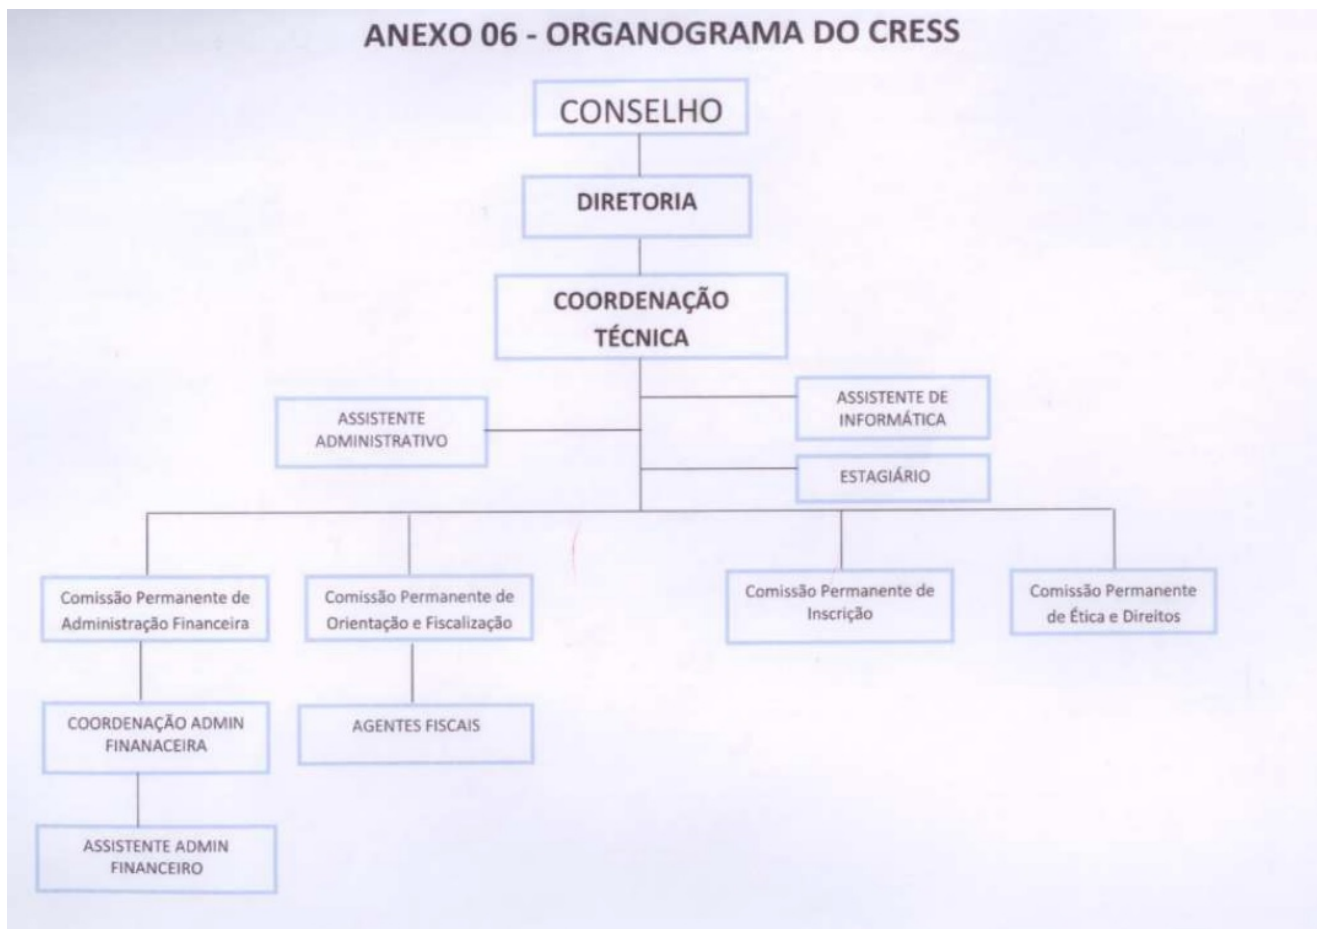 ANEXO 06 - ORGANOGRAMA DO CRESS
CONSELHO
DIRETORIA
COORDENAÇÃO
TÉCNICA
ASSISTENTE
ADMINISTRATIVO
ASSISTENTE DE
INFORMÁTICA
ESTAGIÁRIO
Comissão Permanente de
Administração Financeira
Comissão Permanente de
Orientação e Fiscalização
Comissão Permanente de
Inscrição
Comissão Permanente
de Ética e Direitos
COORDENAÇÃO ADMIN
FINANACEIRA
AGENTES FISCAIS
ASSISTENTE ADMIN
FINANCEIRO